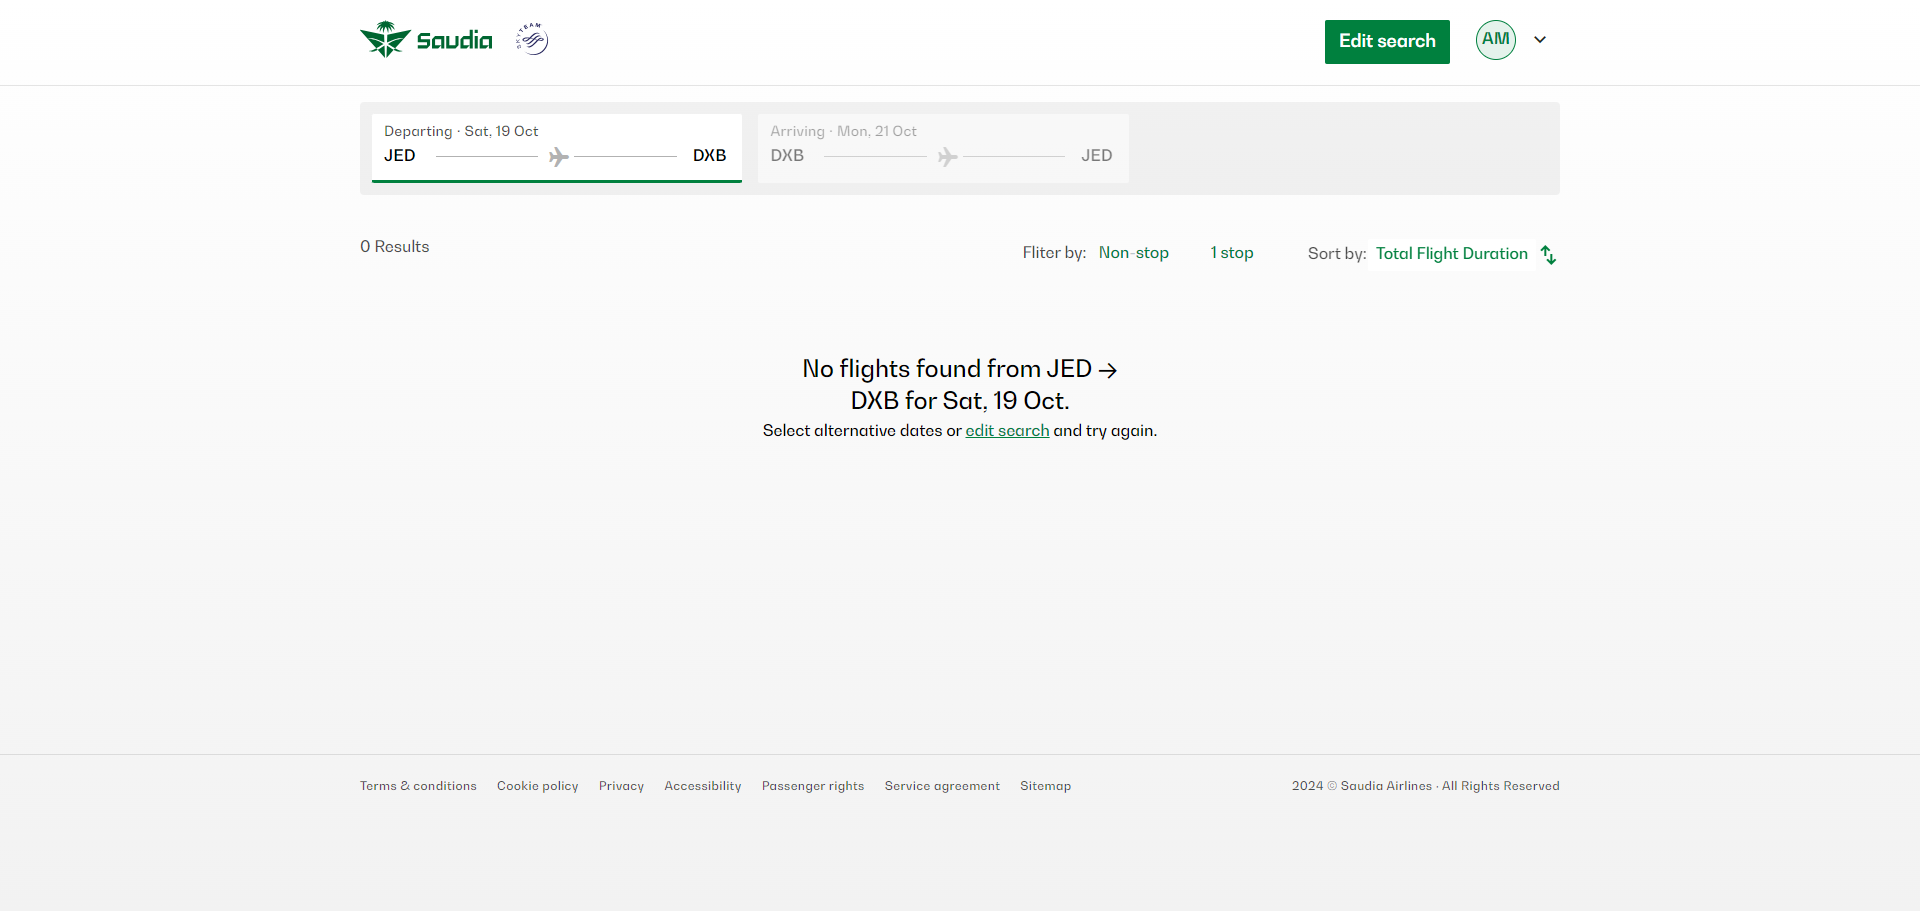 Saudia
SKYTEAM
Edit search
AM
Departing · Sat, 19 Oct
JED
DXB
Arriving · Mon, 21 Oct
DXB
JED
0 Results
Fliter by:
Non-stop
1 stop
Sort by:
Total Flight Duration
No flights found from JED →
DXB for Sat, 19 Oct.
Select alternative dates or edit search and try again.
Terms & conditions
Cookie policy
Privacy
Accessibility
Passenger rights
Service agreement
Sitemap
2024 © Saudia Airlines · All Rights Reserved